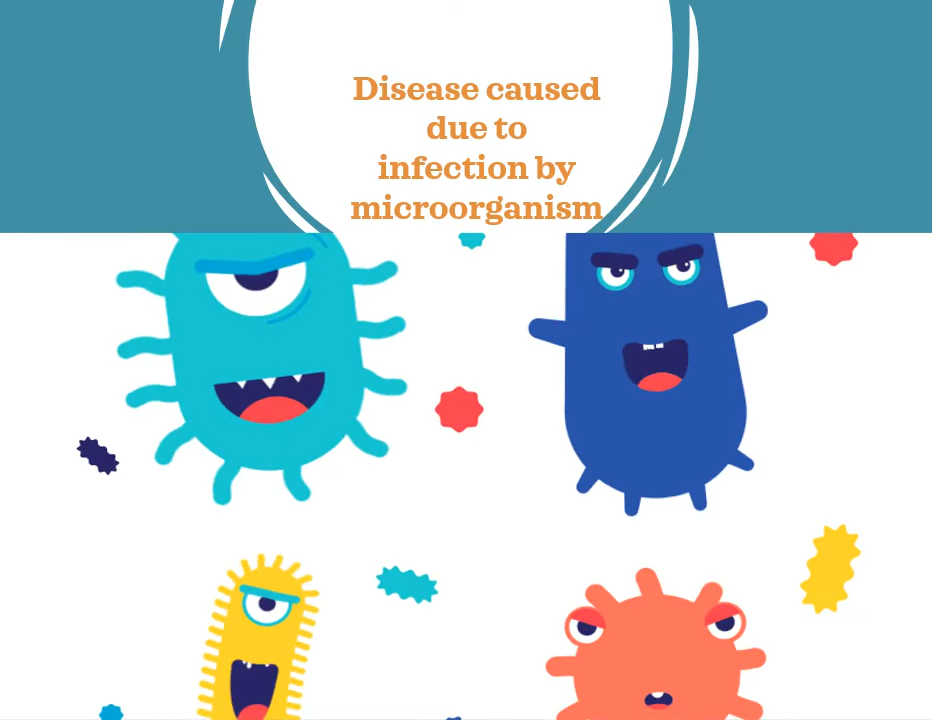 Disease caused
due to
infection by
microorganism